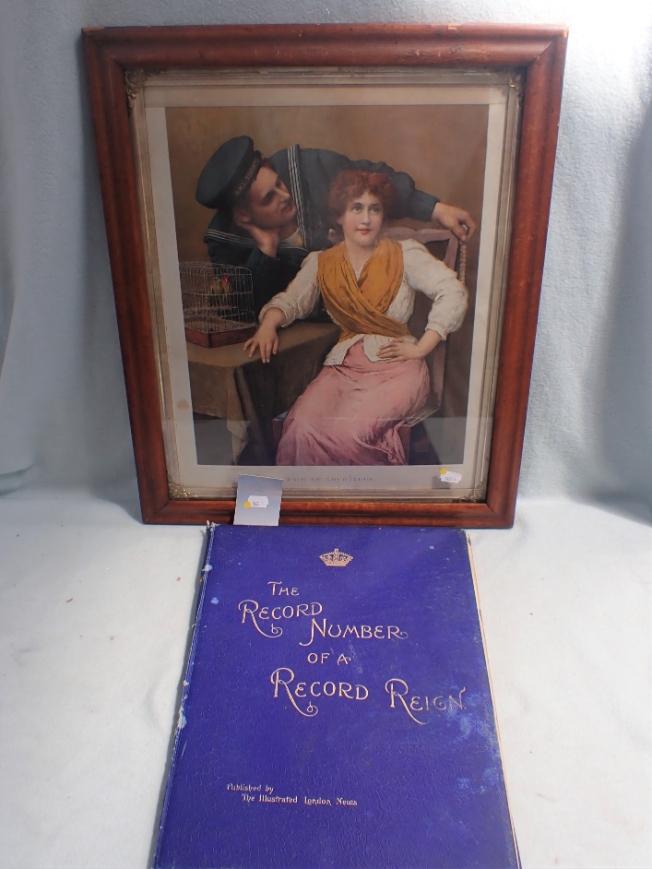 THE
RECORD
NUMBER
OF A
RECORD REIGN
Published by
The Illustrated London News